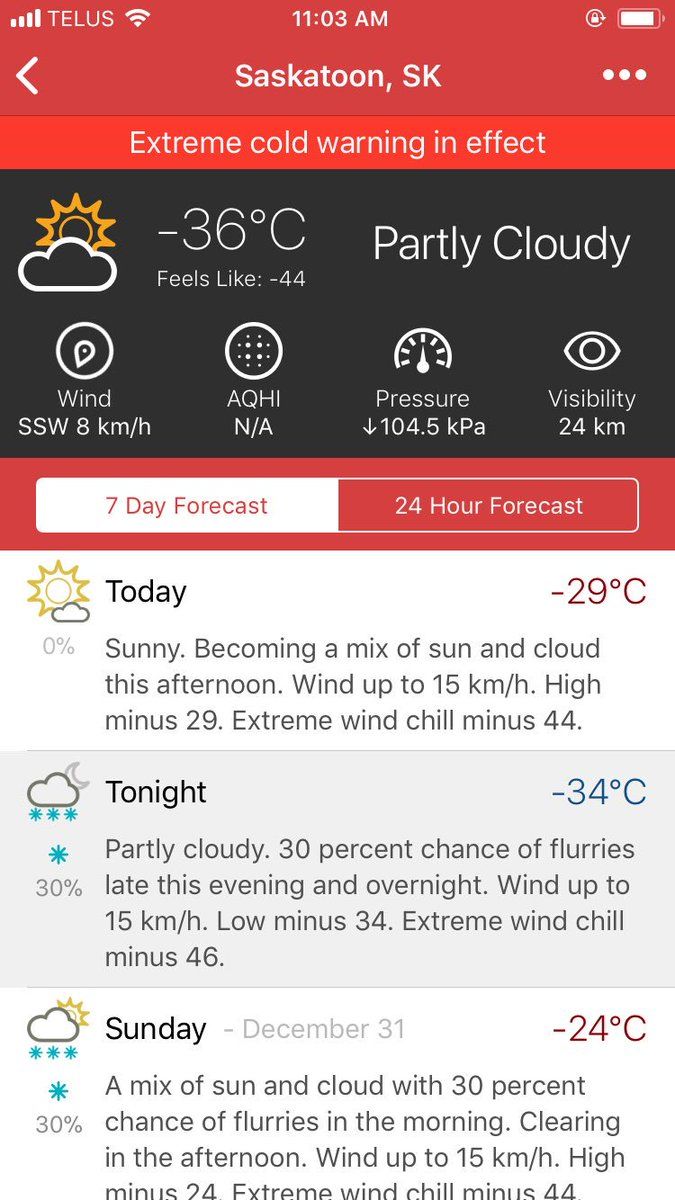 TELUS 11:03 AM
Saskatoon, SK
Extreme cold warning in effect
-36°C
Feels Like: -44
Partly Cloudy
Wind
SSW 8 km/h
AQHI
N/A
Pressure
↓104.5 kPa
Visibility
24 km
7 Day Forecast
24 Hour Forecast
Today -29°C
0%
Sunny. Becoming a mix of sun and cloud
this afternoon. Wind up to 15 km/h. High
minus 29. Extreme wind chill minus 44.
Tonight -34°C
30%
Partly cloudy. 30 percent chance of flurries
late this evening and overnight. Wind up to
15 km/h. Low minus 34. Extreme wind chill
minus 46.
Sunday - December 31 -24°C
30%
A mix of sun and cloud with 30 percent
chance of flurries in the morning. Clearing
in the afternoon. Wind up to 15 km/h. High
minus 24. Extreme wind chill minus 44.